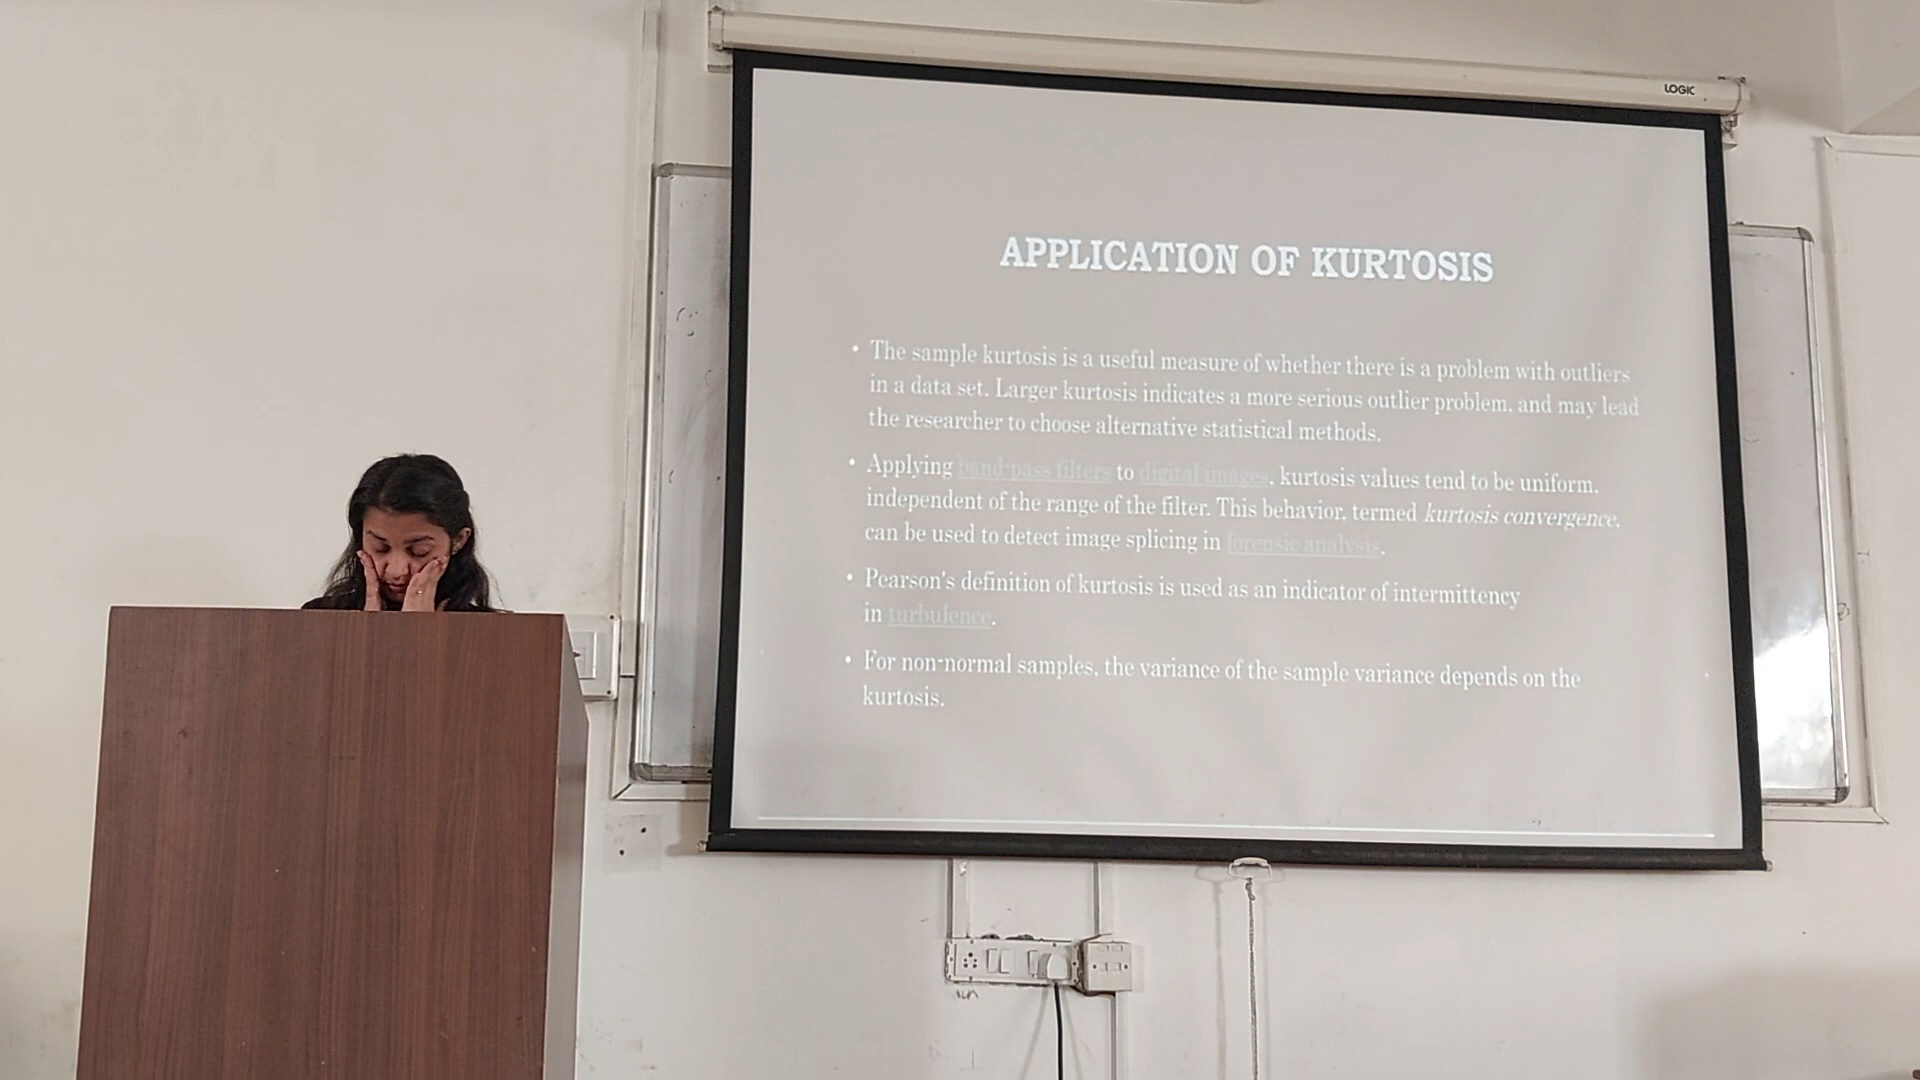 LOGIC
APPLICATION OF KURTOSIS
• The sample kurtosis is a useful measure of whether there is a problem with outliers
in a data set. Larger kurtosis indicates a more serious outlier problem, and may lead
the researcher to choose alternative statistical methods.
• Applying band-pass filters to digital images, kurtosis values tend to be uniform,
independent of the range of the filter. This behavior, termed kurtosis convergence,
can be used to detect image splicing in forensic analysis.
• Pearson's definition of kurtosis is used as an indicator of intermittency
in turbulence.
• For non-normal samples, the variance of the sample variance depends on the
kurtosis.